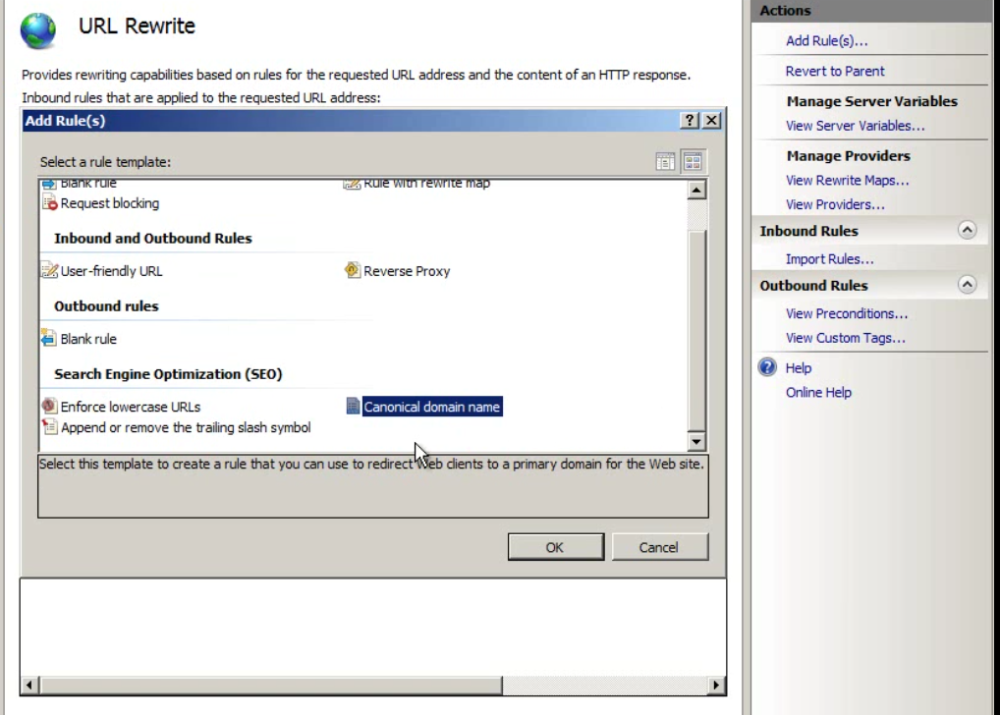 URL Rewrite
Provides rewriting capabilities based on rules for the requested URL address and the content of an HTTP response.
Inbound rules that are applied to the requested URL address:
Add Rule(s)
Select a rule template:
Blank rule
Rule with rewrite map
Request blocking
Inbound and Outbound Rules
User-friendly URL
Reverse Proxy
Outbound rules
Blank rule
Search Engine Optimization (SEO)
Enforce lowercase URLs
Canonical domain name
Append or remove the trailing slash symbol
Select this template to create a rule that you can use to redirect Web clients to a primary domain for the Web site.
OK
Cancel
Actions
Add Rule(s)...
Revert to Parent
Manage Server Variables
View Server Variables...
Manage Providers
View Rewrite Maps...
View Providers...
Inbound Rules
Import Rules...
Outbound Rules
View Preconditions...
View Custom Tags...
Help
Online Help